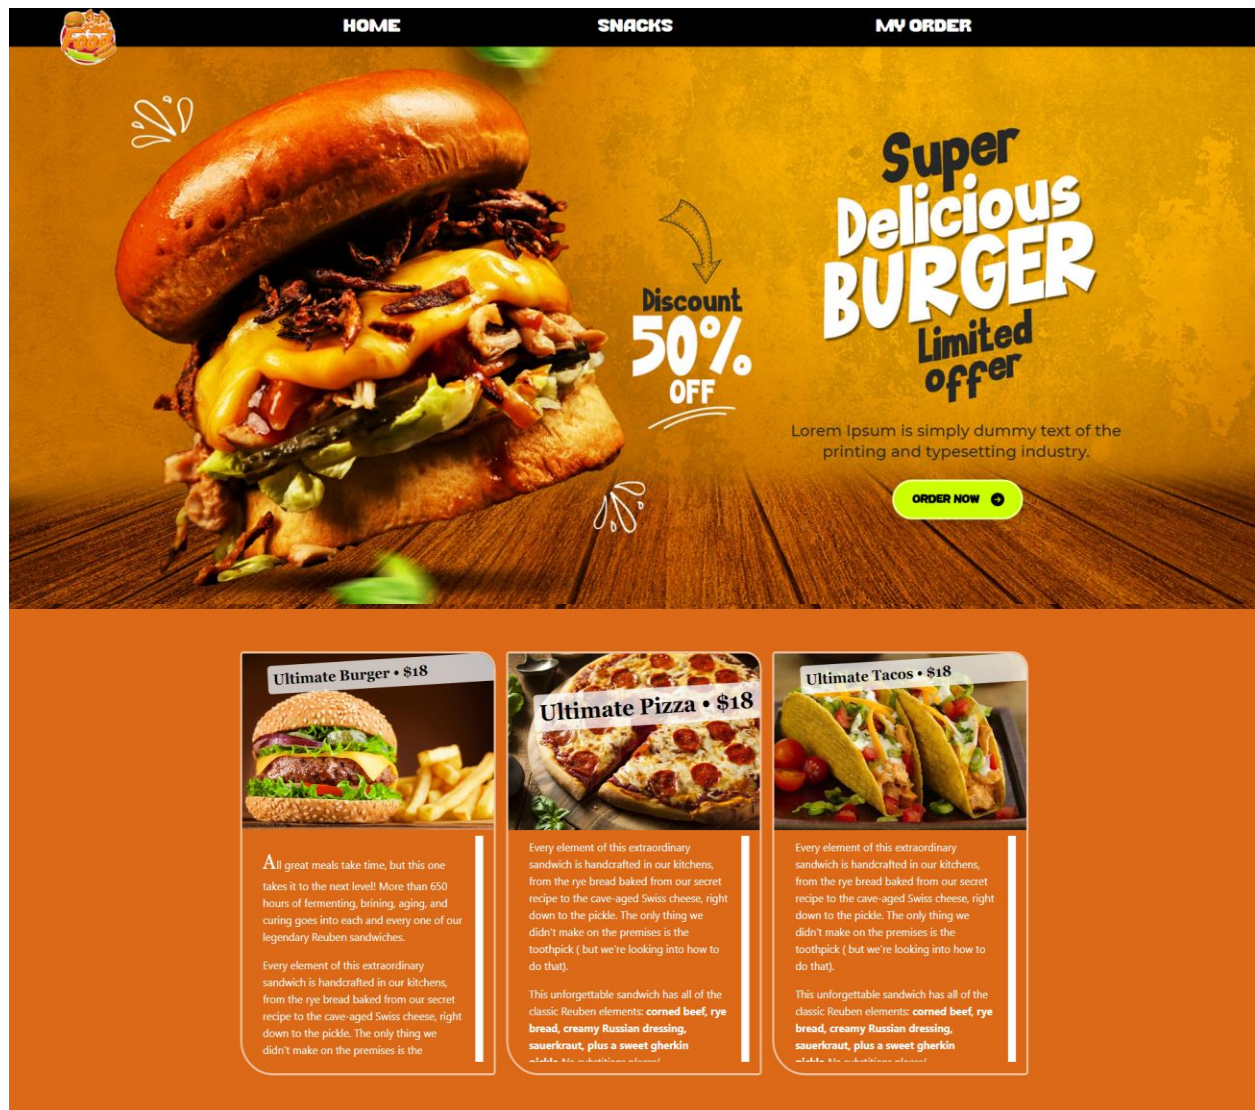 Food
HOME
SNACKS
MY ORDER
Super
Delicious
BURGER
Limited
offer
Discount
50%
OFF
Lorem Ipsum is simply dummy text of the
printing and typesetting industry.
ORDER NOW
Ultimate Burger • $18
All great meals take time, but this one
takes it to the next level! More than 650
hours of fermenting, brining, aging, and
curing goes into each and every one of our
legendary Reuben sandwiches.
Every element of this extraordinary
sandwich is handcrafted in our kitchens,
from the rye bread baked from our secret
recipe to the cave-aged Swiss cheese, right
down to the pickle. The only thing we
didn't make on the premises is the
Ultimate Pizza • $18
Every element of this extraordinary
sandwich is handcrafted in our kitchens,
from the rye bread baked from our secret
recipe to the cave-aged Swiss cheese, right
down to the pickle. The only thing we
didn't make on the premises is the
toothpick ( but we're looking into how to
do that).
This unforgettable sandwich has all of the
classic Reuben elements: corned beef, rye
bread, creamy Russian dressing,
sauerkraut, plus a sweet gherkin
Ultimate Tacos • $18
Every element of this extraordinary
sandwich is handcrafted in our kitchens,
from the rye bread baked from our secret
recipe to the cave-aged Swiss cheese, right
down to the pickle. The only thing we
didn't make on the premises is the
toothpick ( but we're looking into how to
do that).
This unforgettable sandwich has all of the
classic Reuben elements: corned beef, rye
bread, creamy Russian dressing,
sauerkraut, plus a sweet gherkin